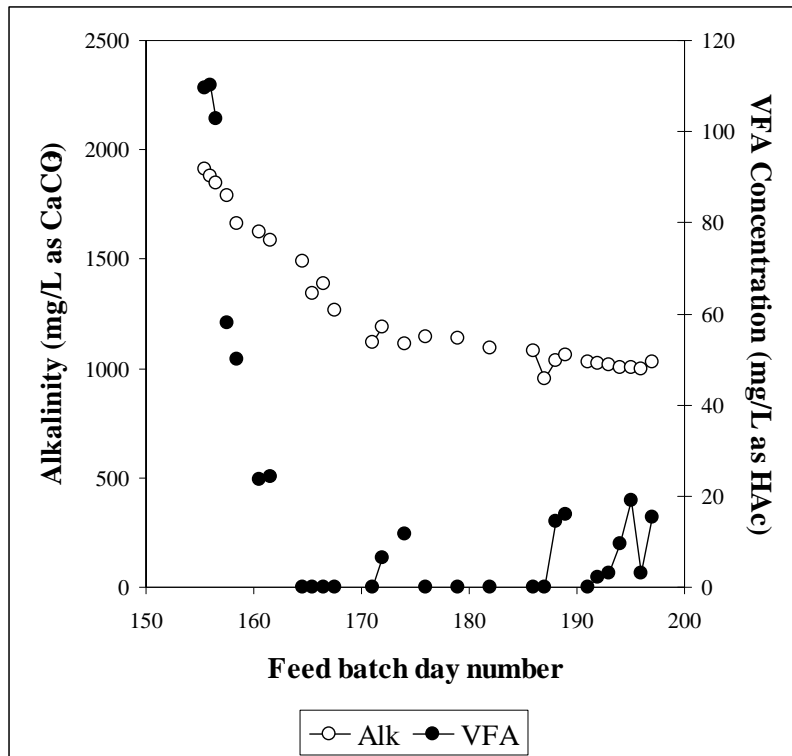 2500
2000
1500
1000
500
0
120
100
80
60
40
20
0
150 160 170 180 190 200
Alkalinity (mg/L as CaCO3)
VFA Concentration (mg/L as HAc)
Feed batch day number
Alk VFA